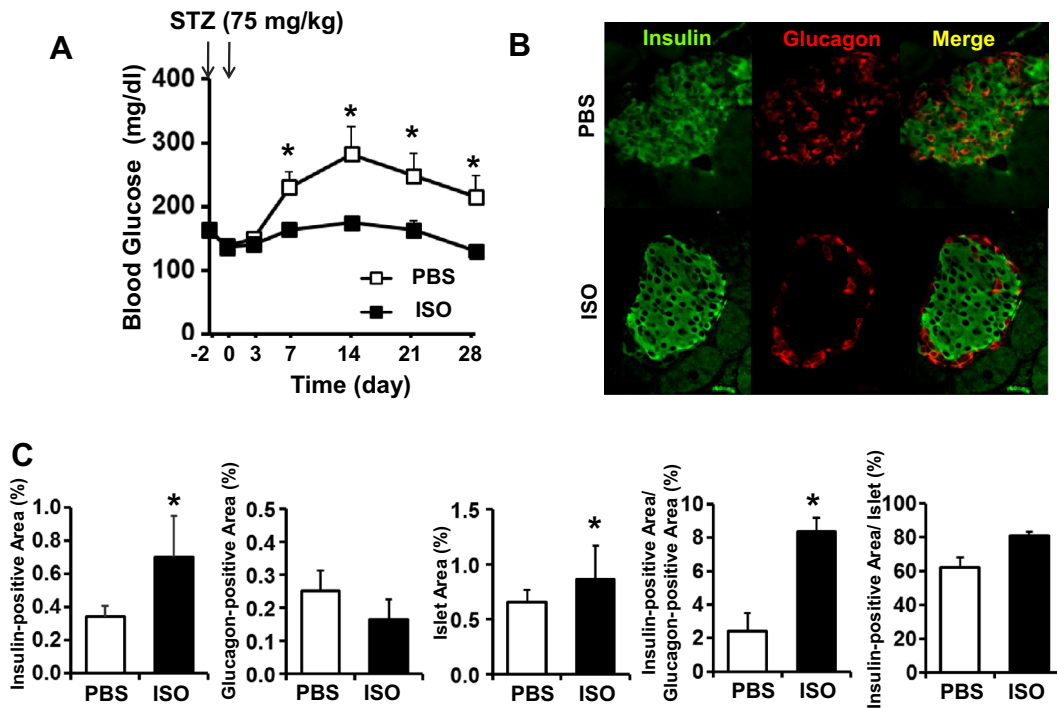 STZ (75 mg/kg)
A
Blood Glucose (mg/dl)
400
300
200
100
0
* * * *
PBS
ISO
-2 0 3 7 14 21 28
Time (day)
B
Insulin Glucagon Merge
PBS
ISO
C
Insulin-positive Area (%)
1.0
0.8
0.6
0.4
0.2
0.0
*
PBS ISO
Glucagon-positive Area (%)
0.5
0.4
0.3
0.2
0.1
0.0
PBS ISO
Islet Area (%)
1.5
1.0
0.5
0.0
*
PBS ISO
Insulin-positive Area/
Glucagon-positive Area (%)
10
8
6
4
2
0
*
PBS ISO
Insulin-positive Area/ Islet (%)
100
80
60
40
20
0
PBS ISO